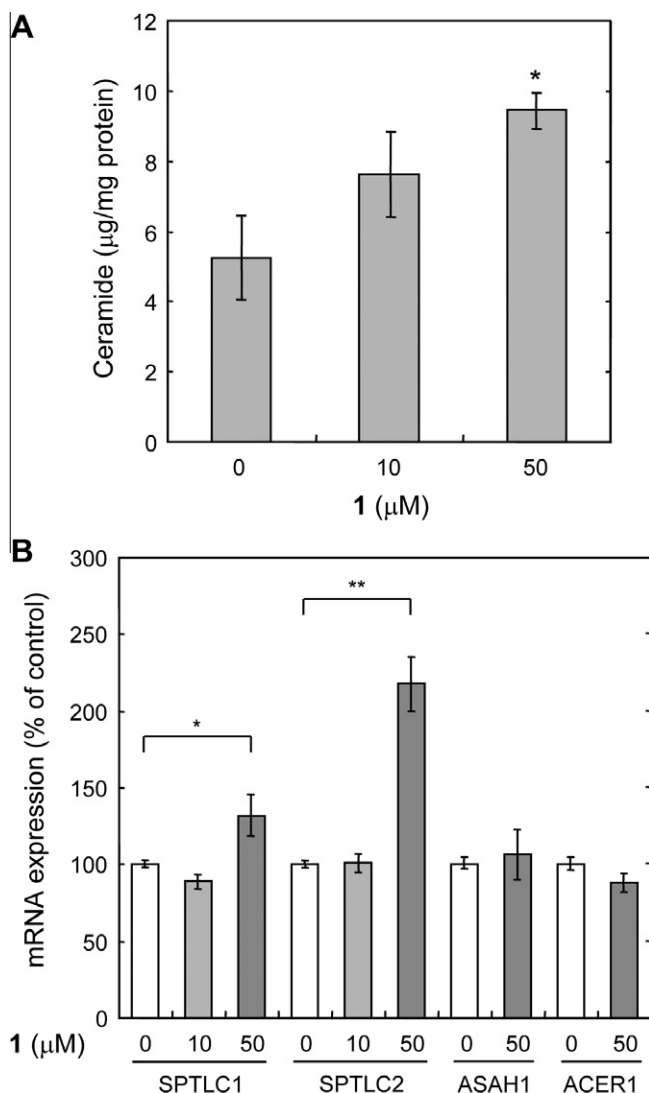 A
12
10
8
6
4
2
0
Ceramide (μg/mg protein)
*
0 10 50
1 (μM)
B
300
250
200
150
100
50
0
mRNA expression (% of control)
*
**
1 (μM) 0 10 50 0 10 50 0 50 0 50
SPTLC1 SPTLC2 ASAH1 ACER1